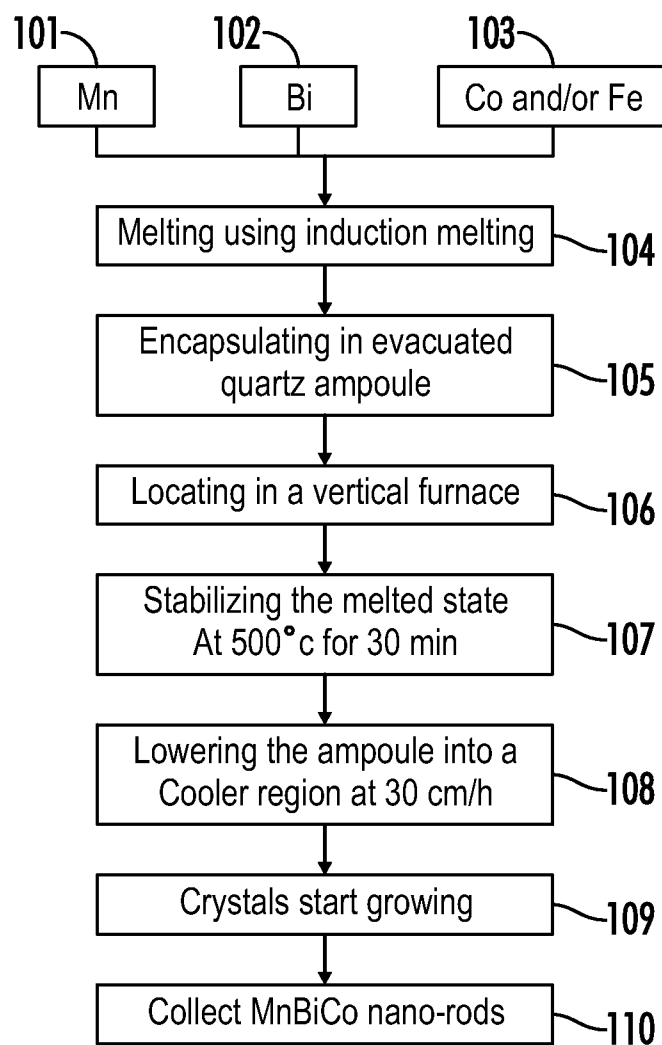 101
102
103
Mn
Bi
Co and/or Fe
Melting using induction melting
104
Encapsulating in evacuated
quartz ampoule
105
Locating in a vertical furnace
106
Stabilizing the melted state
At 500°c for 30 min
107
Lowering the ampoule into a
Cooler region at 30 cm/h
108
Crystals start growing
109
Collect MnBiCo nano-rods
110